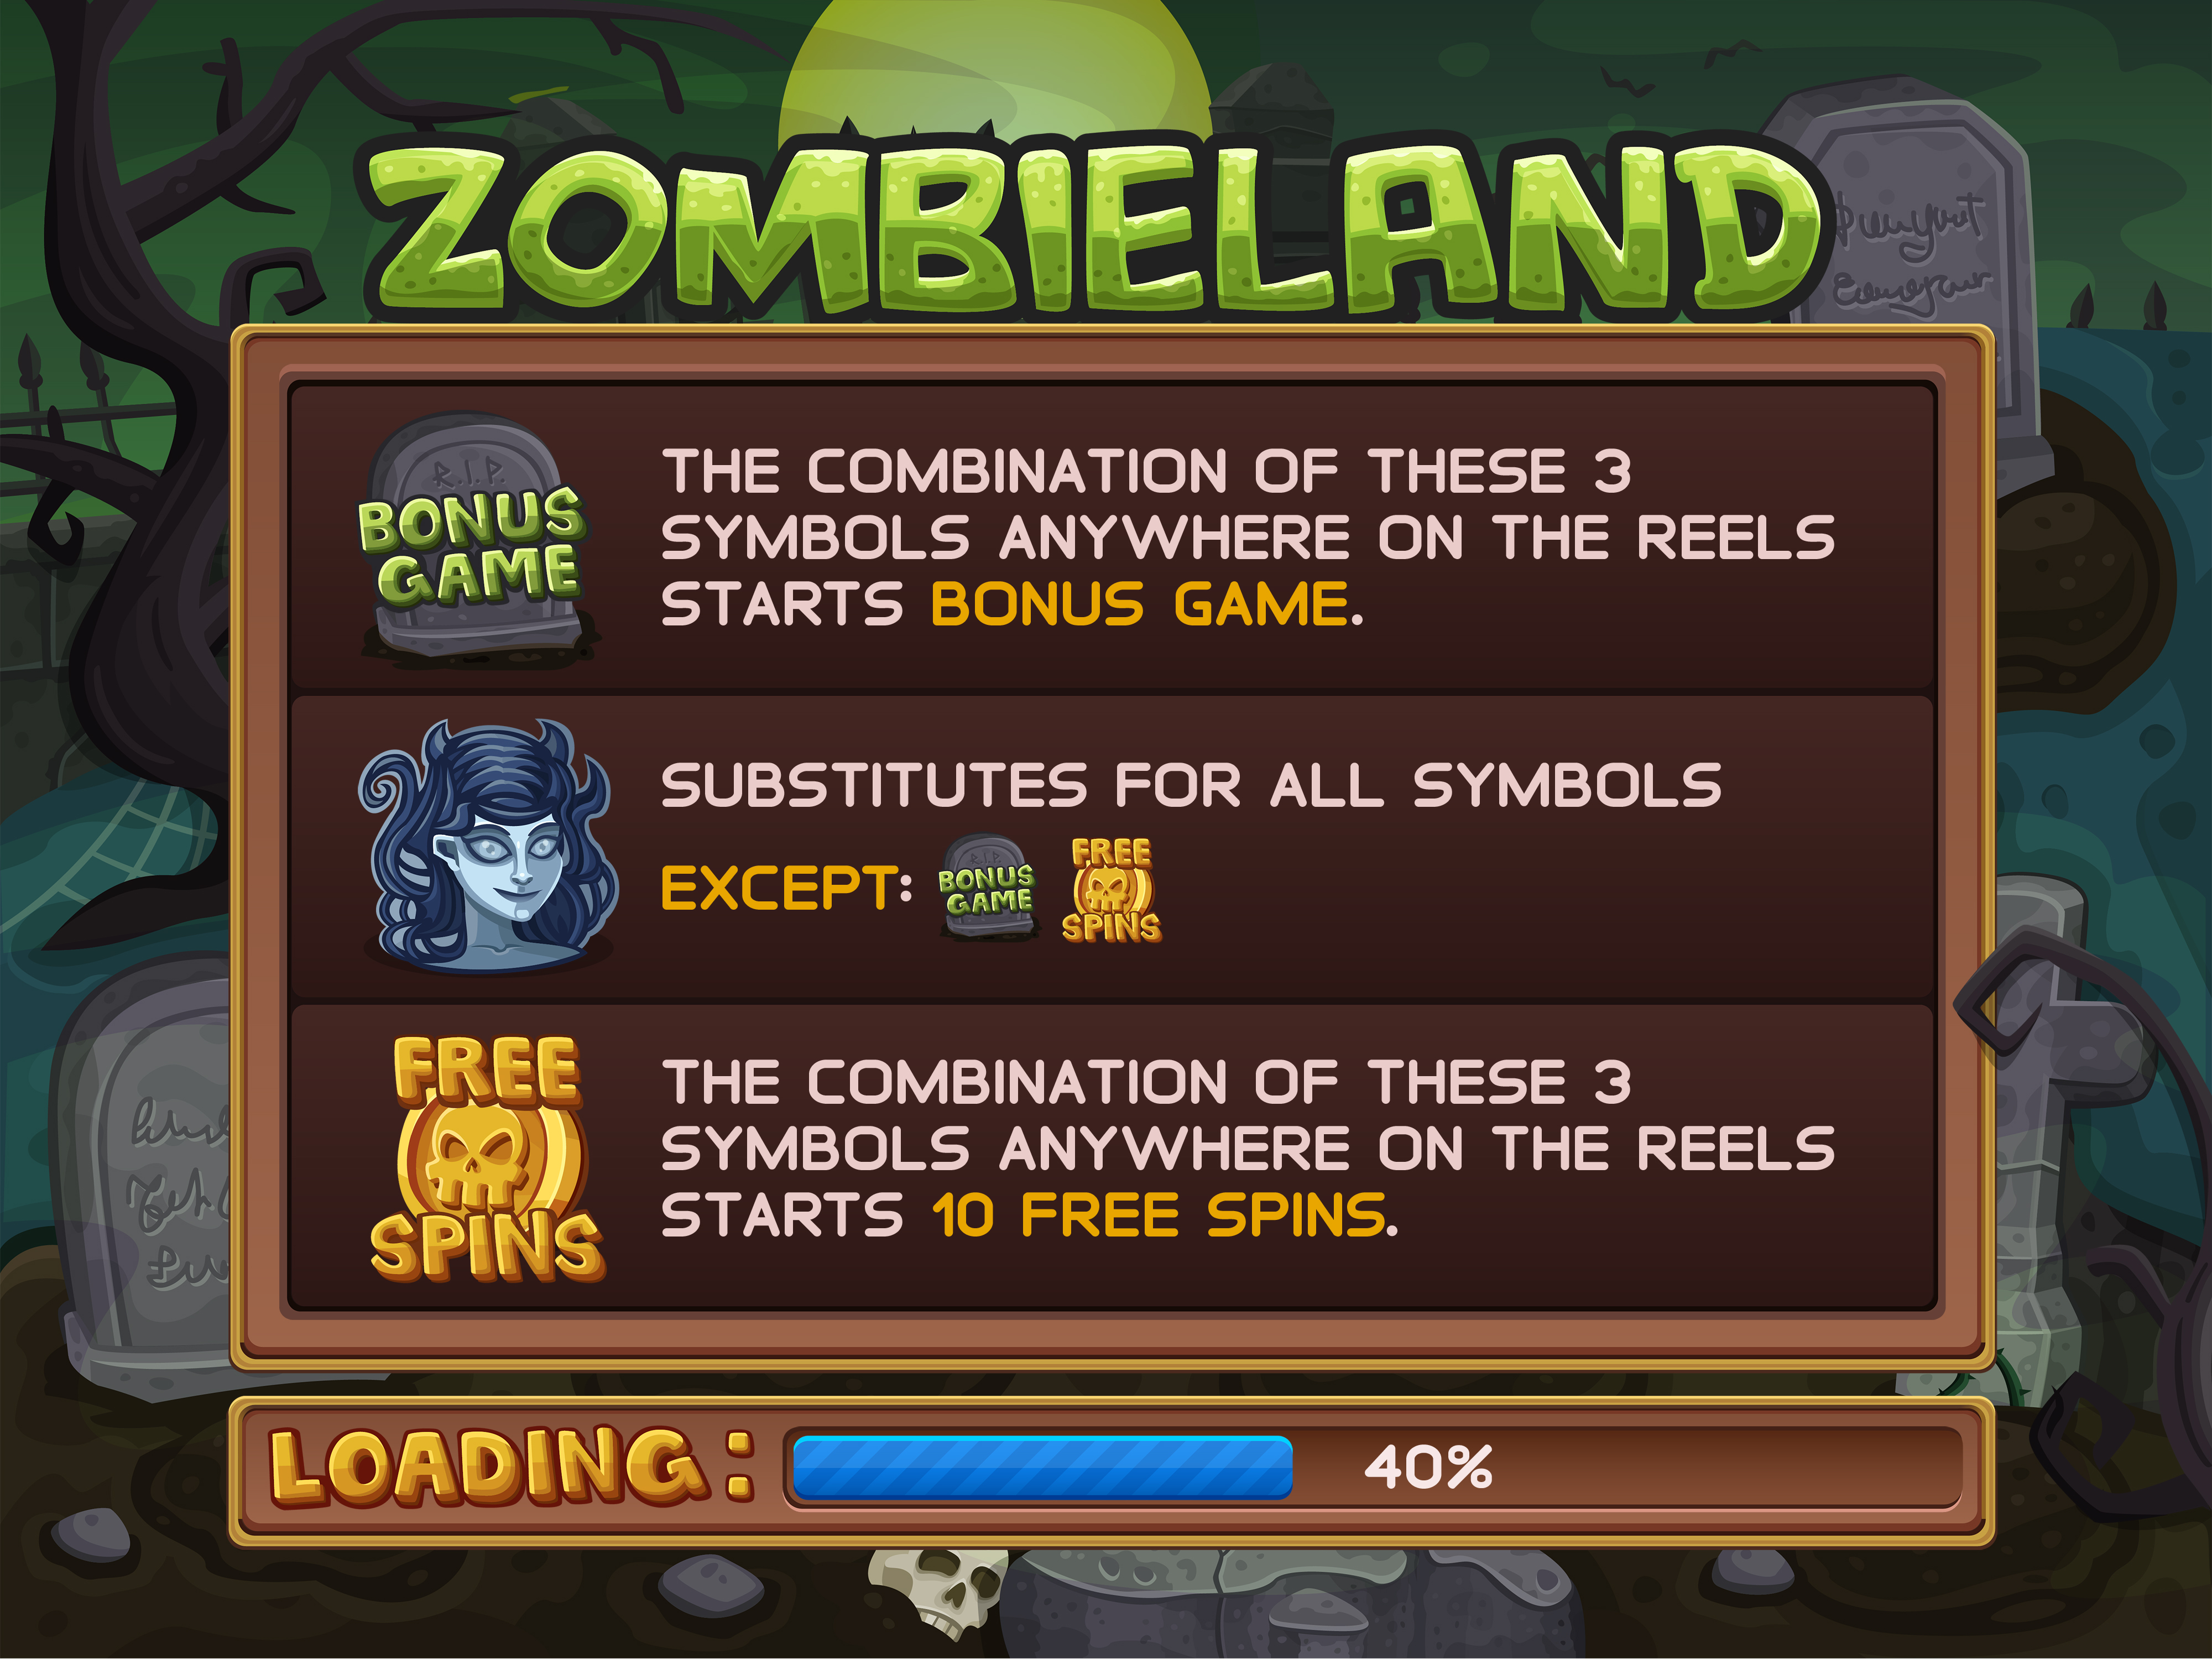 ZOMBIELAND
R.I.P.
BONUS
GAME
THE COMBINATION OF THESE 3
SYMBOLS ANYWHERE ON THE REELS
STARTS BONUS GAME.
SUBSTITUTES FOR ALL SYMBOLS
EXCEPT:
R.I.P.
BONUS
GAME
FREE
SPINS
FREE
SPINS
THE COMBINATION OF THESE 3
SYMBOLS ANYWHERE ON THE REELS
STARTS 10 FREE SPINS.
LOADING: 40%